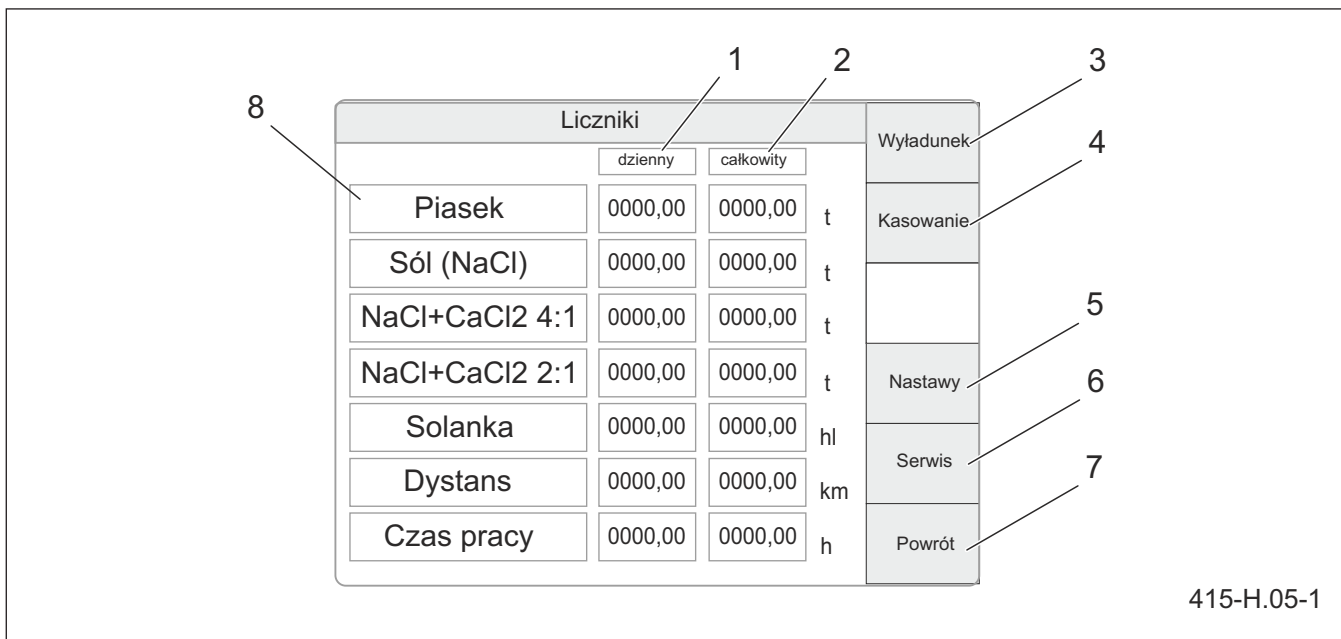 1 2 3
8
Liczniki
Wyładunek
4
dzienny całkowity
Piasek 0000,00 0000,00 t
Kasowanie
Sól (NaCl) 0000,00 0000,00 t
NaCl+CaCl2 4:1 0000,00 0000,00 t
5
NaCl+CaCl2 2:1 0000,00 0000,00 t
Nastawy
6
Solanka 0000,00 0000,00 hl
Serwis
7
Dystans 0000,00 0000,00 km
Czas pracy 0000,00 0000,00 h
Powrót
415-H.05-1